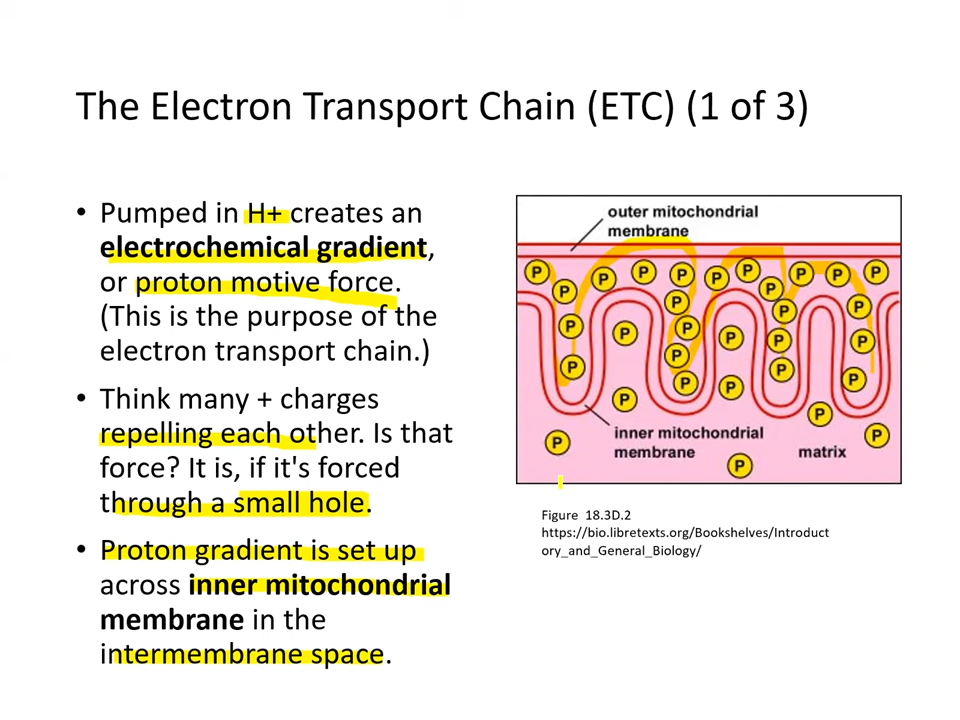 The Electron Transport Chain (ETC) (1 of 3)
• Pumped in H+ creates an
electrochemical gradient,
or proton motive force.
(This is the purpose of the
electron transport chain.)
• Think many + charges
repelling each other. Is that
force? It is, if it's forced
through a small hole.
• Proton gradient is set up
across inner mitochondrial
membrane in the
intermembrane space.
outer mitochondrial
membrane
P P P P P P P P P
P P P P
P P P P P P
P P P
P P P P P
P P
P P P
inner mitochondrial
membrane
matrix
Figure 18.3D.2
https://bio.libretexts.org/Bookshelves/Introduct
ory_and_General_Biology/